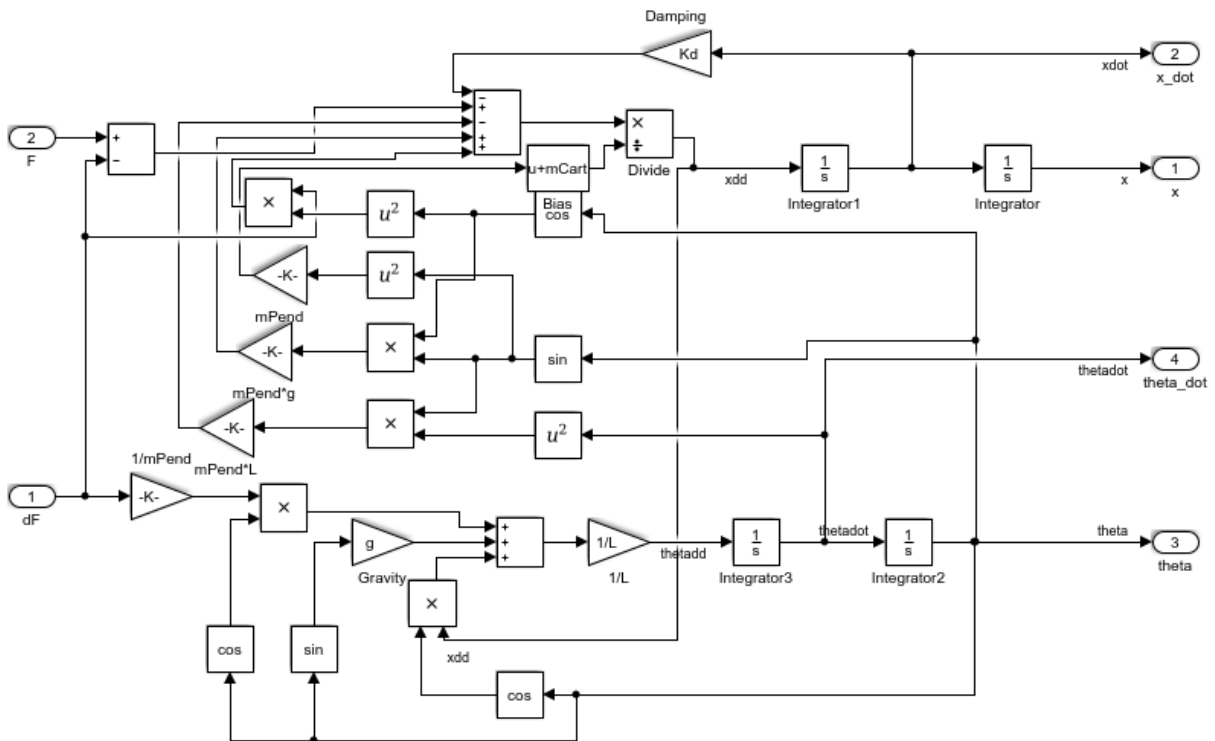 Damping
Kd
xdot
2
x_dot
−
+
−
+
+
+
−
2
F
×
÷
Divide
u+mCart
xdd
1
s
Integrator1
1
s
Integrator
x
1
x
×
u²
Bias
cos
-K-
mPend
u²
-K-
mPend*g
×
sin
thetadot
4
theta_dot
-K-
mPend*L
×
u²
1/mPend
1
dF
-K-
×
g
Gravity
+
+
+
1/L
1/L
thetadd
1
s
Integrator3
thetadot
1
s
Integrator2
theta
3
theta
×
xdd
cos
sin
cos